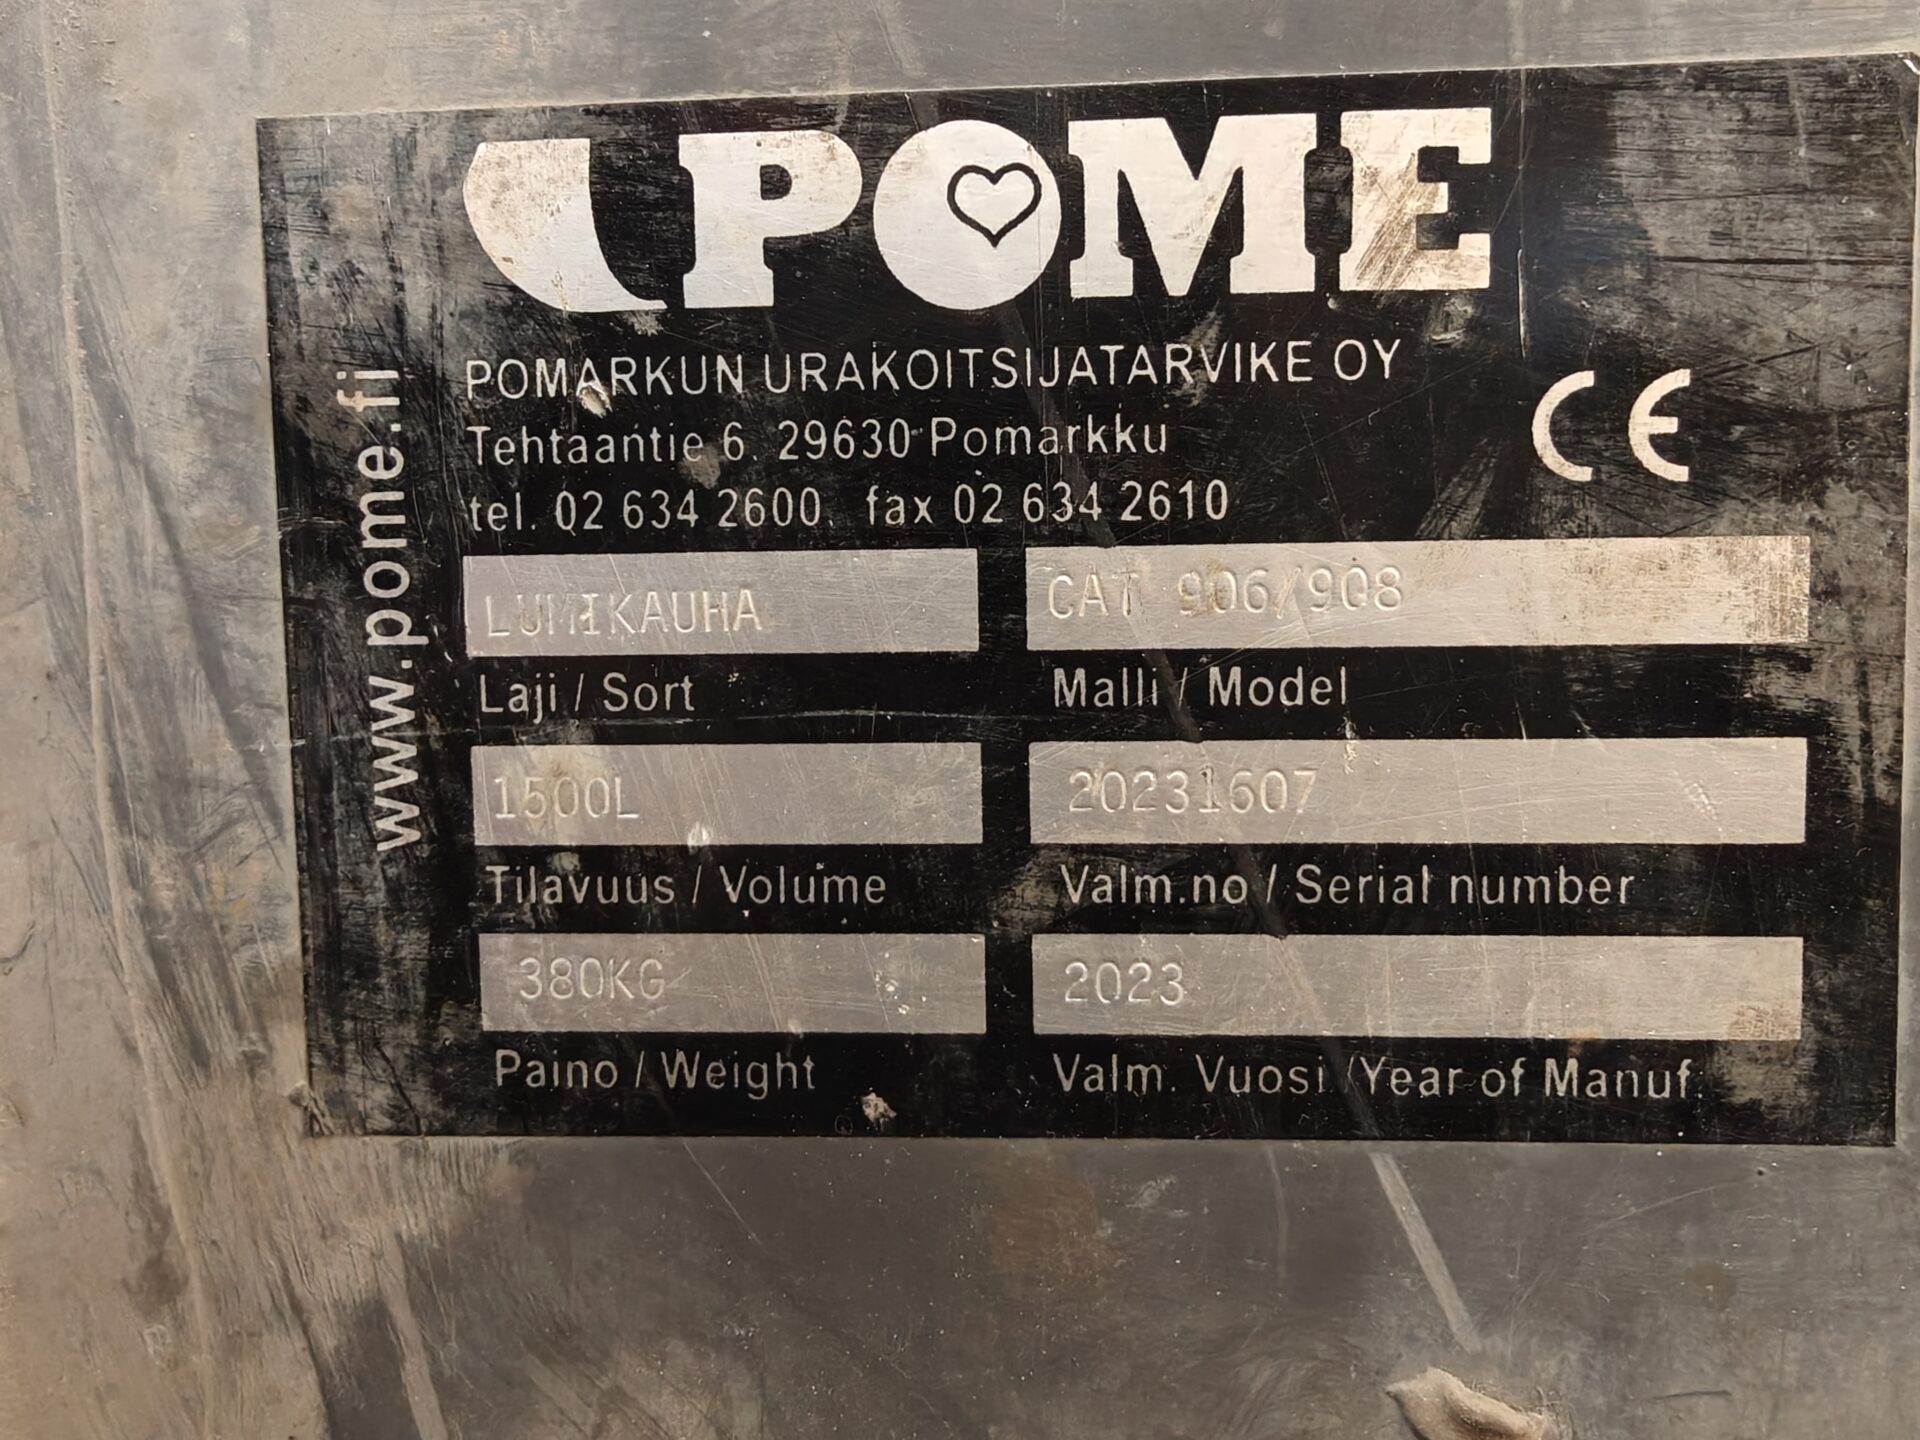 POME
POMARKUN URAKOITSIJATARVIKE OY
Tehtaantie 6. 29630 Pomarkku
tel. 02 634 2600. fax 02 634 2610
CE
www.pome.fi
LUMIKAUHA
CAT 906/908
Laji / Sort
Malli / Model
1500L
20231607
Tilavuus / Volume
Valm.no / Serial number
380KG
2023
Paino / Weight
Valm. Vuosi /Year of Manuf.